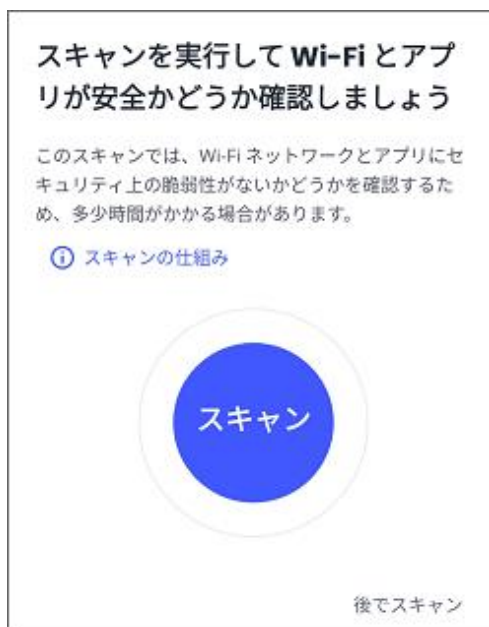 スキャンを実行して Wi-Fi とアプ
リが安全かどうか確認しましょう
このスキャンでは、Wi-Fi ネットワークとアプリにセ
キュリティ上の脆弱性がないかどうかを確認するた
め、多少時間がかかる場合があります。
スキャンの仕組み
スキャン
後でスキャン